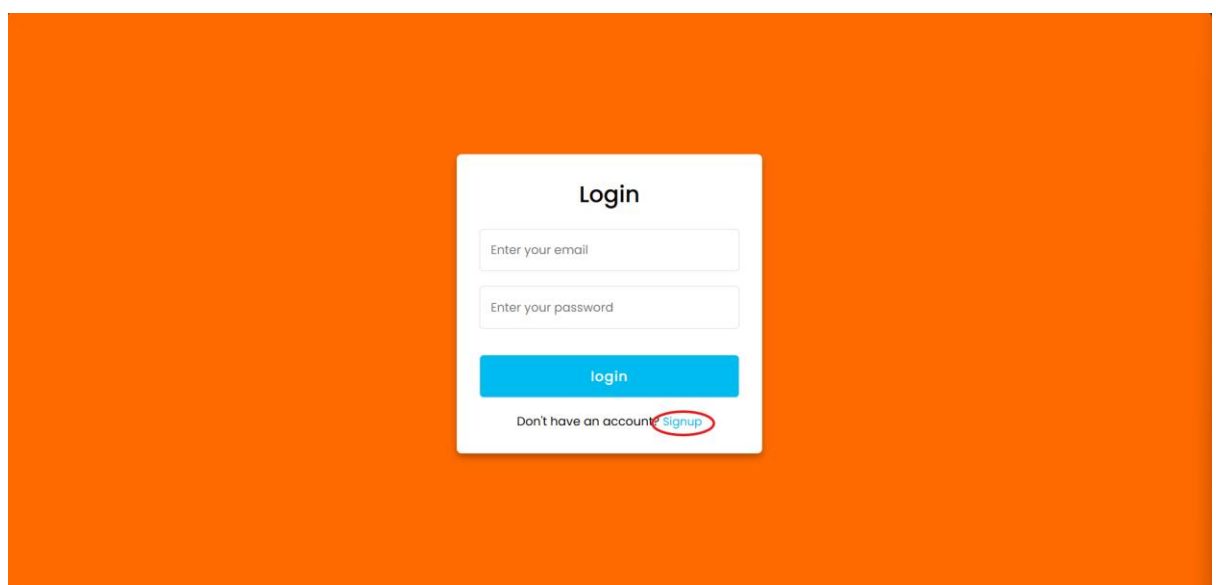 Login
Enter your email
Enter your password
login
Don't have an account? Signup